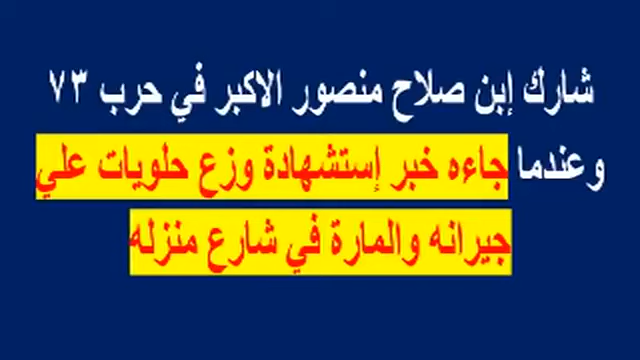 شارك إبن صلاح منصور الاكبر في حرب ٧٣
وعندما جاءه خبر إستشهادة وزع حلويات علي
جيرانه والمارة في شارع منزله